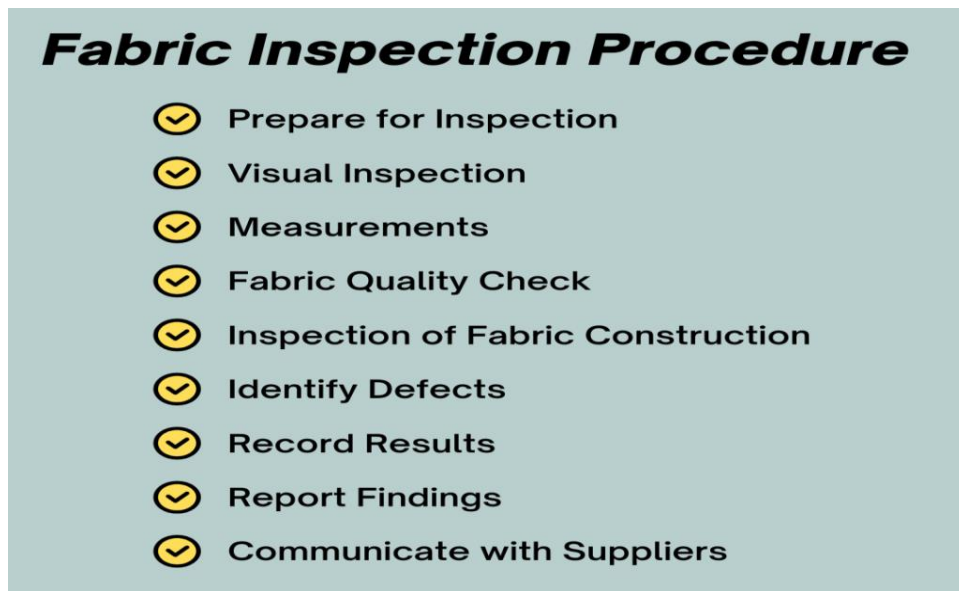 Fabric Inspection Procedure
Prepare for Inspection
Visual Inspection
Measurements
Fabric Quality Check
Inspection of Fabric Construction
Identify Defects
Record Results
Report Findings
Communicate with Suppliers